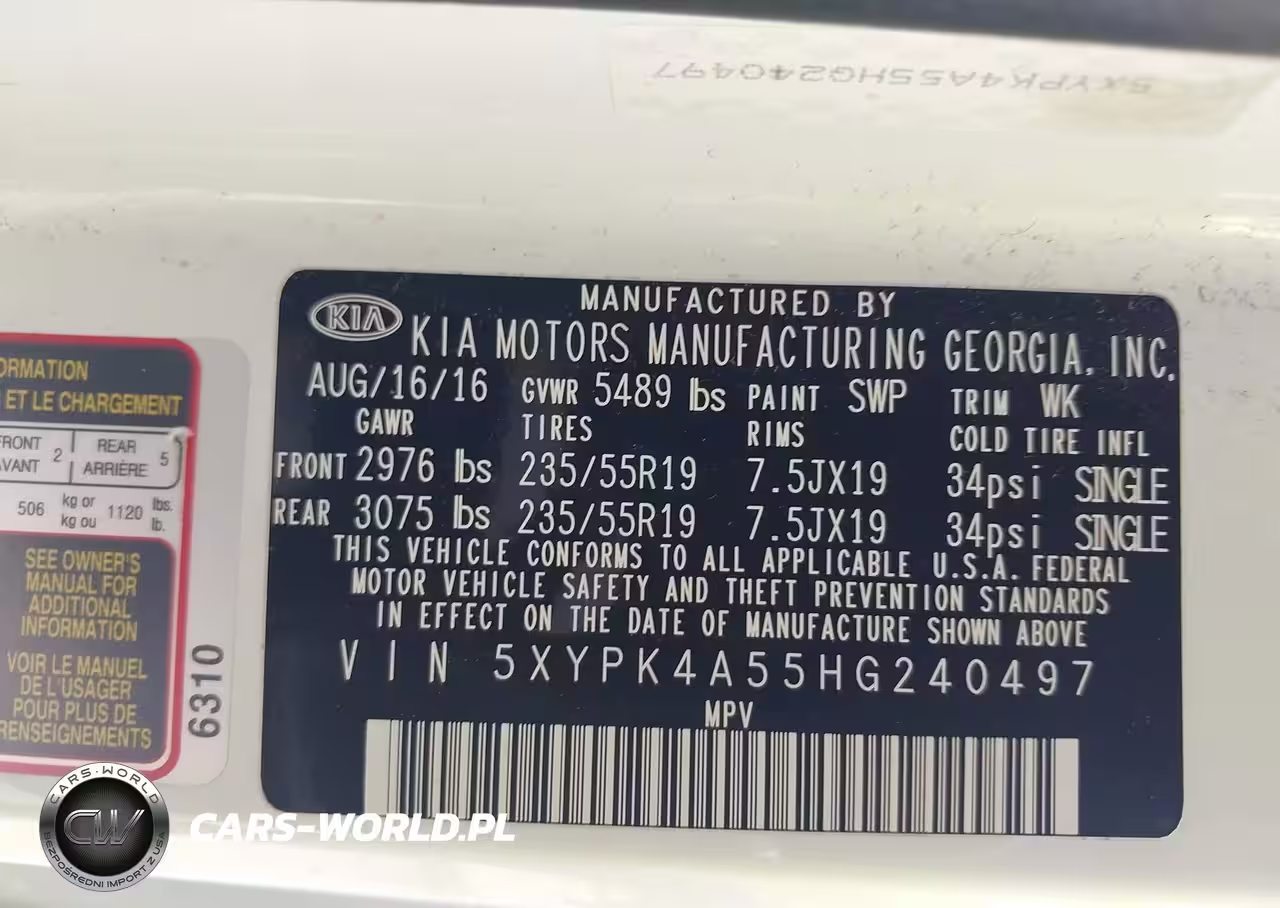 5XYPK4A55HG240497
MANUFACTURED BY
KIA KIA MOTORS MANUFACTURING GEORGIA, INC.
AUG/16/16 GVWR 5489 lbs PAINT SWP TRIM WK
GAWR TIRES RIMS COLD TIRE INFL
FRONT 2976 lbs 235/55R19 7.5JX19 34psi SINGLE
REAR 3075 lbs 235/55R19 7.5JX19 34psi SINGLE
THIS VEHICLE CONFORMS TO ALL APPLICABLE U.S.A. FEDERAL
MOTOR VEHICLE SAFETY AND THEFT PREVENTION STANDARDS
IN EFFECT ON THE DATE OF MANUFACTURE SHOWN ABOVE
VIN 5XYPK4A55HG240497
MPV
ORMATION
ET LE CHARGEMENT
FRONT 2 REAR 5
AVANT ARRIÈRE
506 kg or 1120 lbs.
kg ou lb.
SEE OWNER'S
MANUAL FOR
ADDITIONAL
INFORMATION
VOIR LE MANUEL
DE L'USAGER
POUR PLUS DE
RENSEIGNEMENTS
6310
CARS-WORLD
CW
BEZPOŚREDNI IMPORT Z USA
CARS-WORLD.PL